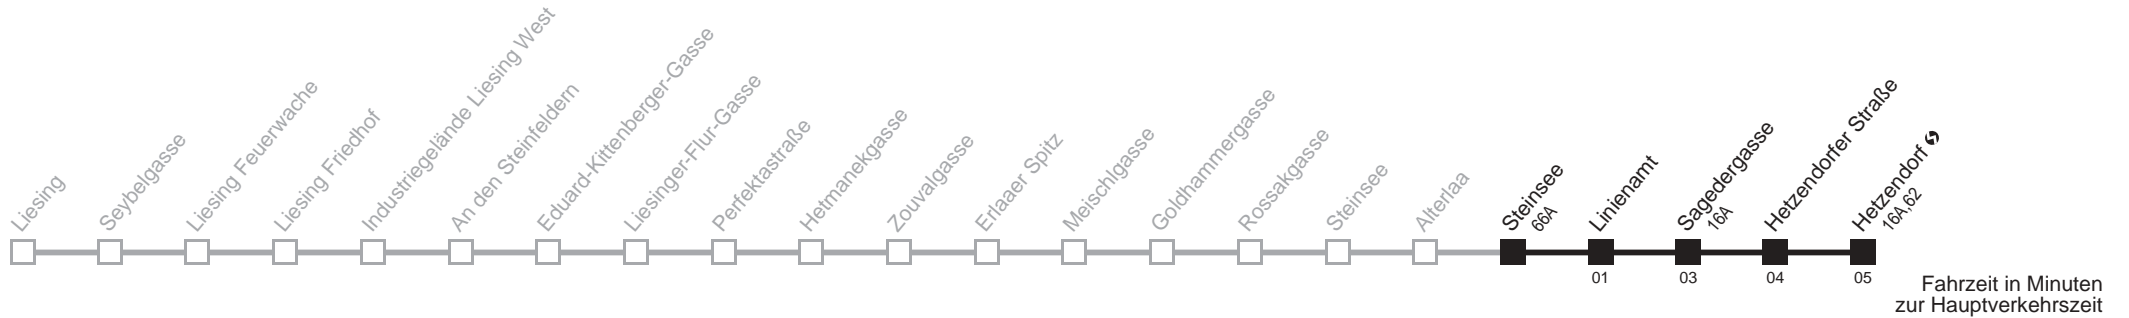 Liesing
Seybelgasse
Liesing Feuerwache
Liesing Friedhof
Industriegelände Liesing West
An den Steinfeldern
Eduard-Kittenberger-Gasse
Liesinger-Flur-Gasse
Perfektastraße
Hetmanekgasse
Zouvalgasse
Erlaaer Spitz
Meischlgasse
Goldhammergasse
Rossakgasse
Steinsee
Alterlaa
Steinsee
66A
Linienamt
Sagedergasse
16A
Hetzendorfer Straße
Hetzendorf
16A,62
01
03
04
05
Fahrzeit in Minuten
zur Hauptverkehrszeit